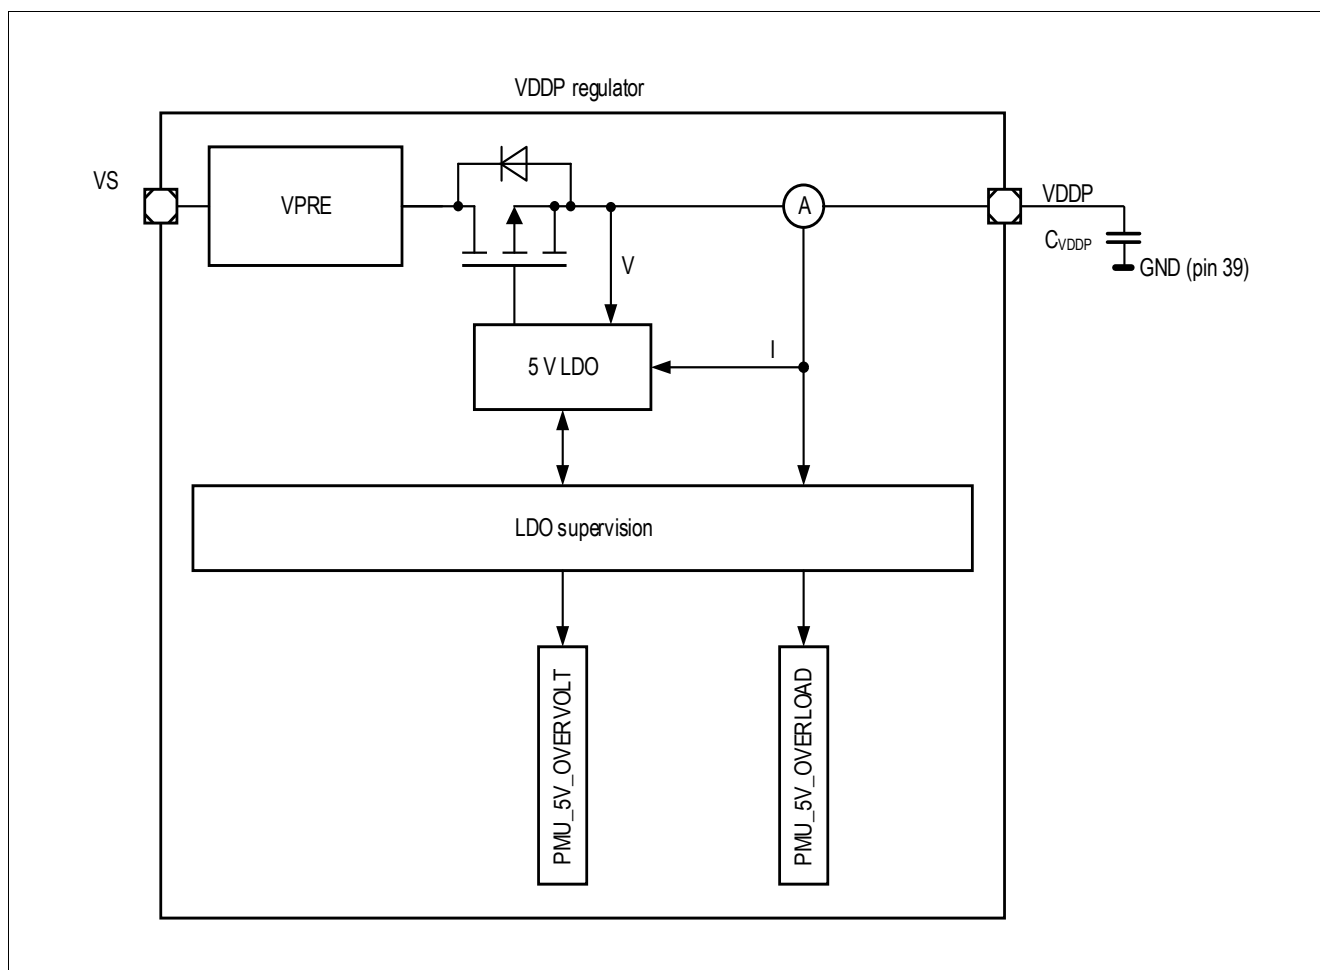 VDDP regulator
VS
VPRE
A
VDDP
CVDDP
GND (pin 39)
V
I
5 V LDO
LDO supervision
PMU_5V_OVERVOLT
PMU_5V_OVERLOAD